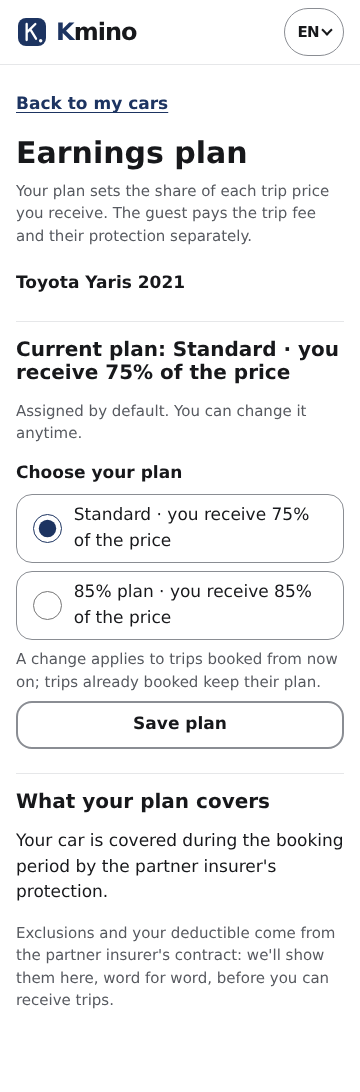 Kmino
EN
Back to my cars
Earnings plan
Your plan sets the share of each trip price
you receive. The guest pays the trip fee
and their protection separately.
Toyota Yaris 2021
Current plan: Standard · you
receive 75% of the price
Assigned by default. You can change it
anytime.
Choose your plan
Standard · you receive 75%
of the price
85% plan · you receive 85%
of the price
A change applies to trips booked from now
on; trips already booked keep their plan.
Save plan
What your plan covers
Your car is covered during the booking
period by the partner insurer's
protection.
Exclusions and your deductible come from
the partner insurer's contract: we'll show
them here, word for word, before you can
receive trips.